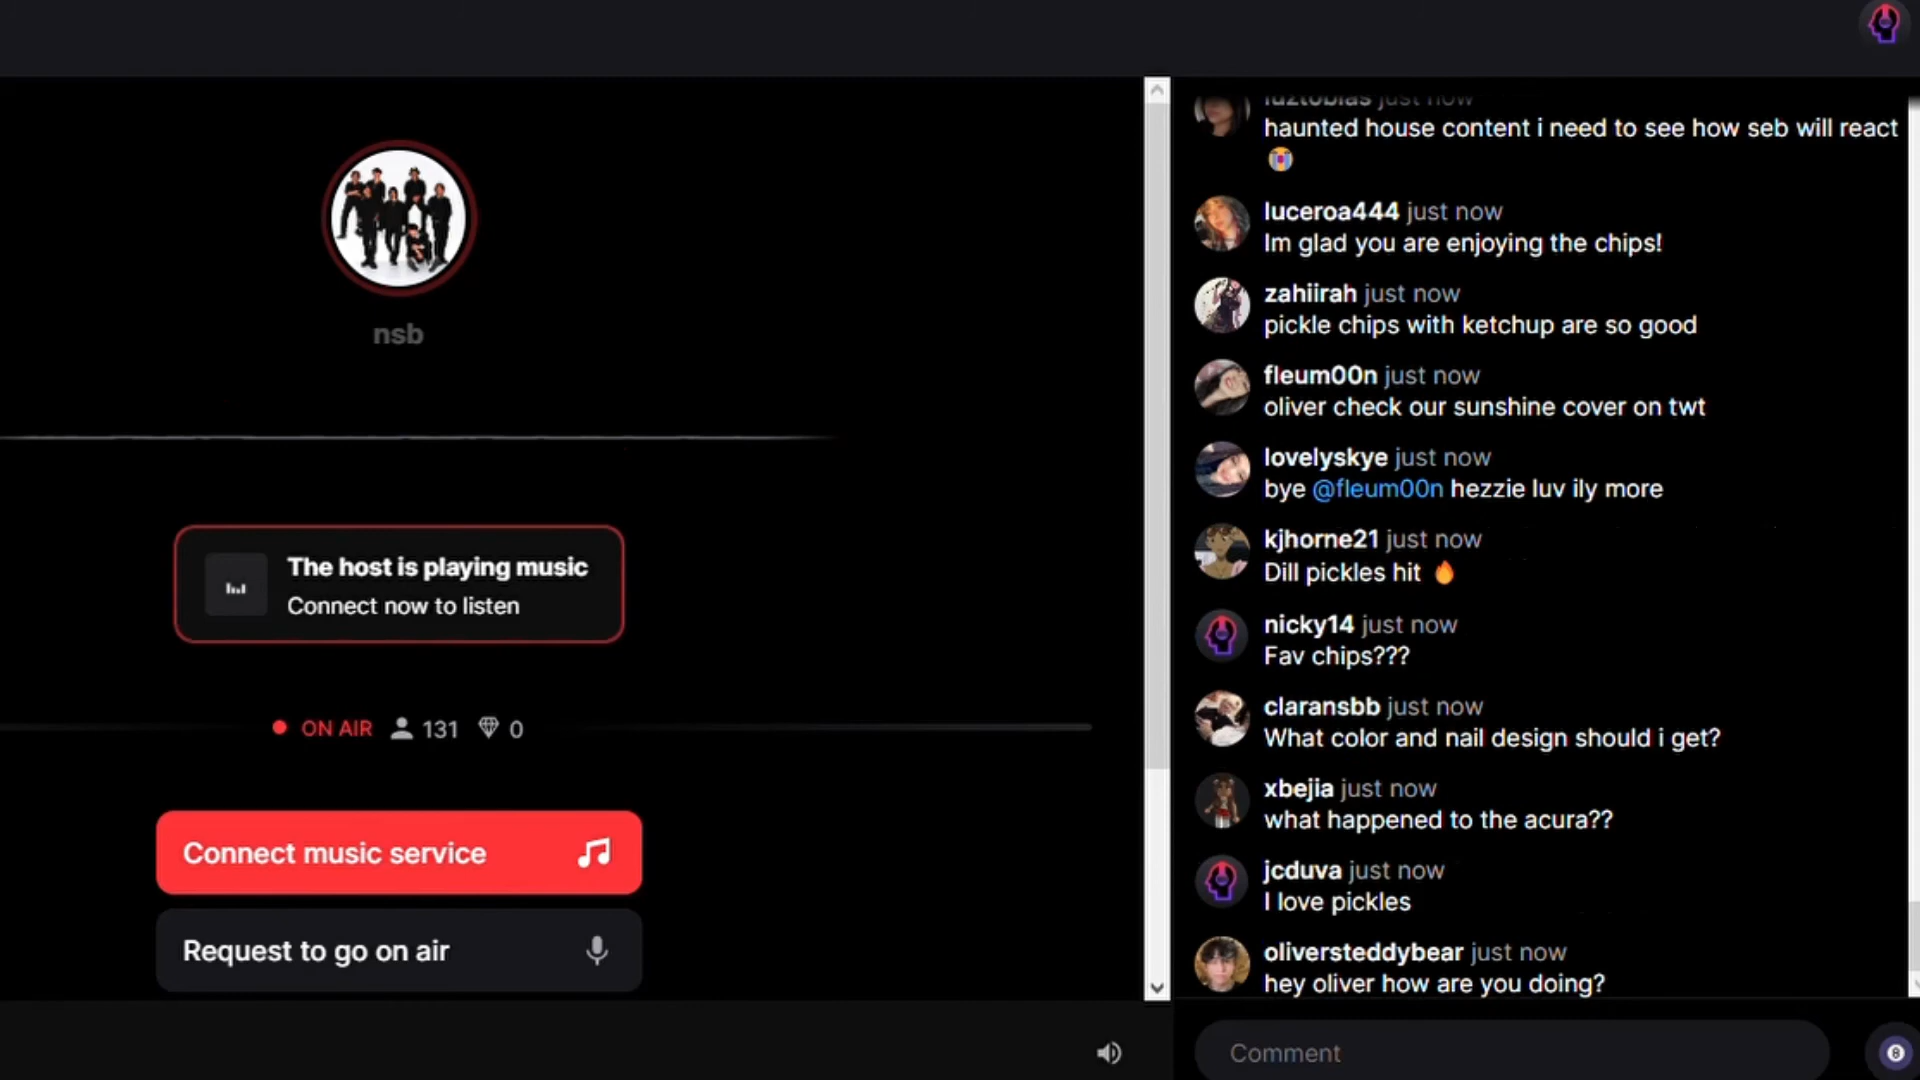 nsb
The host is playing music
Connect now to listen
ON AIR 131 0
Connect music service
Request to go on air
luztobias just now
haunted house content i need to see how seb will react
😭
luceroa444 just now
Im glad you are enjoying the chips!
zahiirah just now
pickle chips with ketchup are so good
fleum00n just now
oliver check our sunshine cover on twt
lovelyskye just now
bye @fleum00n hezzie luv ily more
kjhorne21 just now
Dill pickles hit 🔥
nicky14 just now
Fav chips???
claransbb just now
What color and nail design should i get?
xbejia just now
what happened to the acura??
jcduva just now
I love pickles
oliversteddybear just now
hey oliver how are you doing?
Comment
8